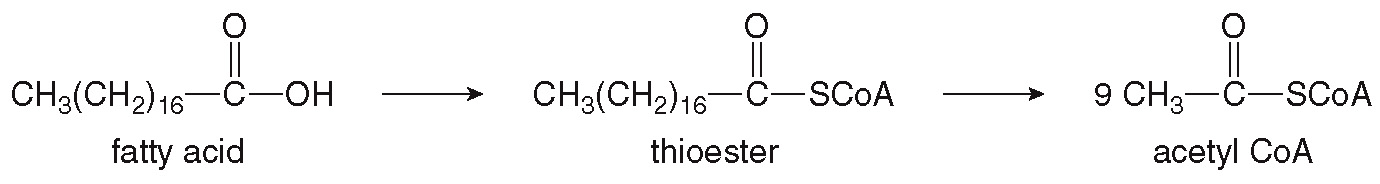 O O O
CH₃(CH₂)₁₆—C—OH CH₃(CH₂)₁₆—C—SCoA 9 CH₃—C—SCoA
fatty acid thioester acetyl CoA